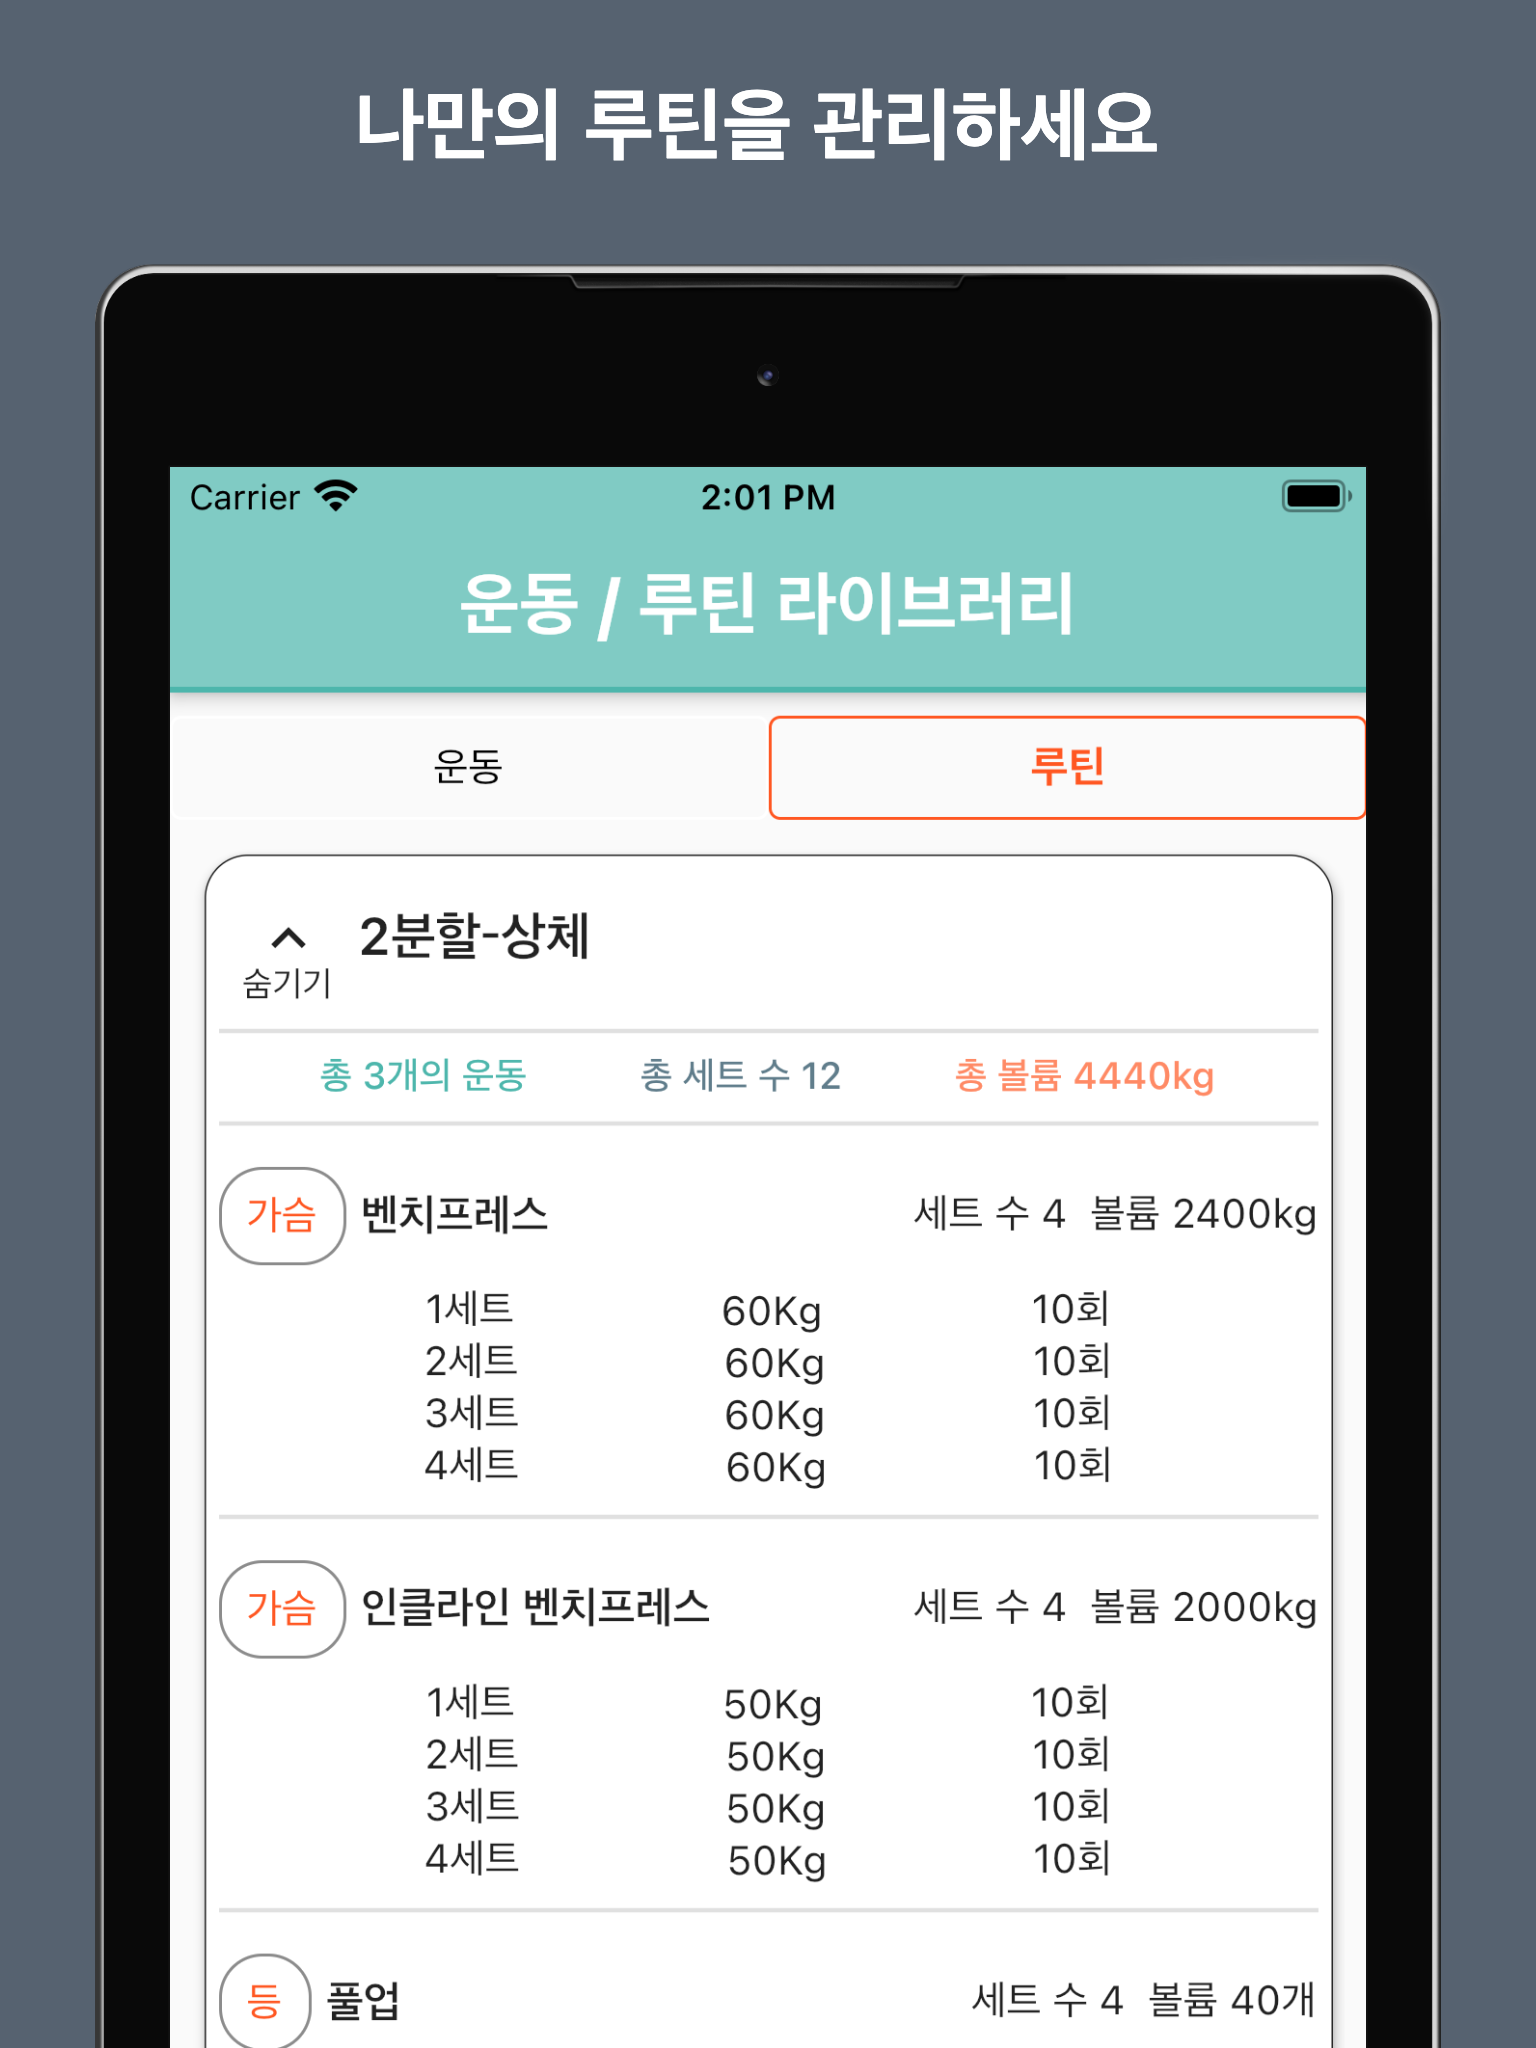 나만의 루틴을 관리하세요
Carrier 2:01 PM
운동 / 루틴 라이브러리
운동 루틴
2분할-상체
숨기기
총 3개의 운동 총 세트 수 12 총 볼륨 4440kg
가슴 벤치프레스 세트 수 4 볼륨 2400kg
1세트 60Kg 10회
2세트 60Kg 10회
3세트 60Kg 10회
4세트 60Kg 10회
가슴 인클라인 벤치프레스 세트 수 4 볼륨 2000kg
1세트 50Kg 10회
2세트 50Kg 10회
3세트 50Kg 10회
4세트 50Kg 10회
등 풀업 세트 수 4 볼륨 40개